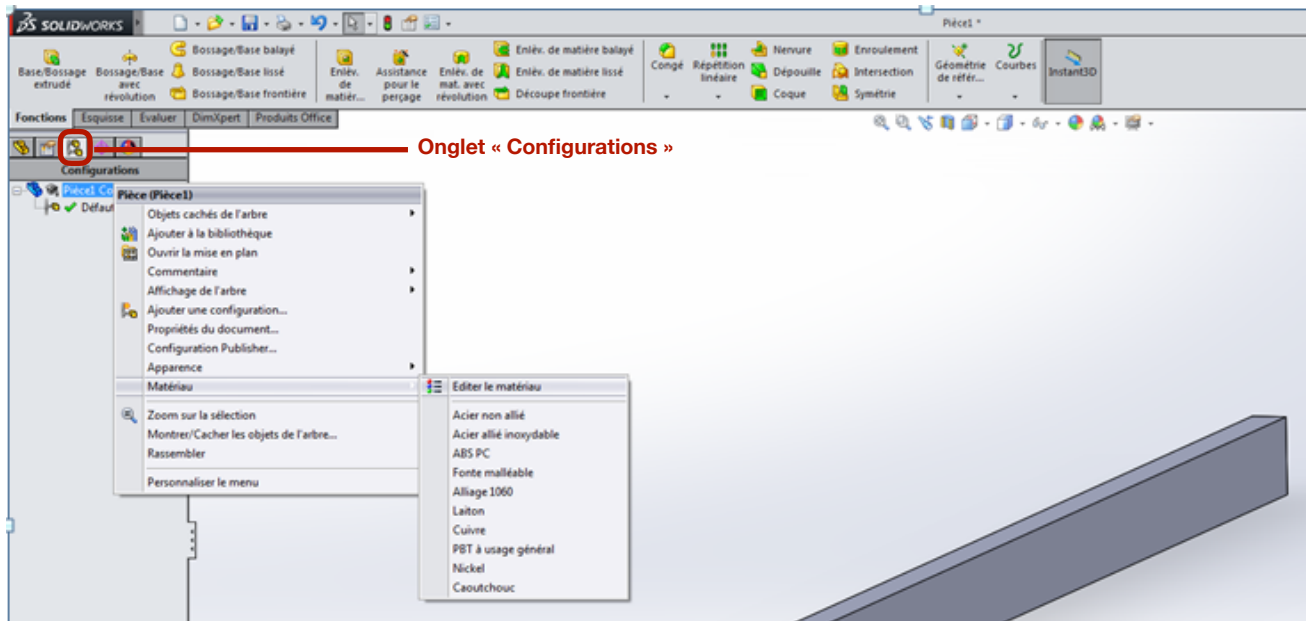 SOLIDWORKS
Pièce1 *
Base/Bossage extrudé
Bossage/Base avec révolution
Bossage/Base balayé
Bossage/Base lissé
Bossage/Base frontière
Enlèv. de matièr...
Assistance pour le perçage
Enlèv. de mat. avec révolution
Enlèv. de matière balayé
Enlèv. de matière lissé
Découpe frontière
Congé
Répétition linéaire
Nervure
Dépouille
Coque
Enroulement
Intersection
Symétrie
Géométrie de référ...
Courbes
Instant3D
Fonctions Esquisse Evaluer DimXpert Produits Office
Onglet « Configurations »
Configurations
Pièce1 Co
Défaut
Pièce (Pièce1)
Objets cachés de l'arbre
Ajouter à la bibliothèque
Ouvrir la mise en plan
Commentaire
Affichage de l'arbre
Ajouter une configuration...
Propriétés du document...
Configuration Publisher...
Apparence
Matériau
Zoom sur la sélection
Montrer/Cacher les objets de l'arbre...
Rassembler
Personnaliser le menu
Editer le matériau
Acier non allié
Acier allié inoxydable
ABS PC
Fonte malléable
Alliage 1060
Laiton
Cuivre
PBT à usage général
Nickel
Caoutchouc